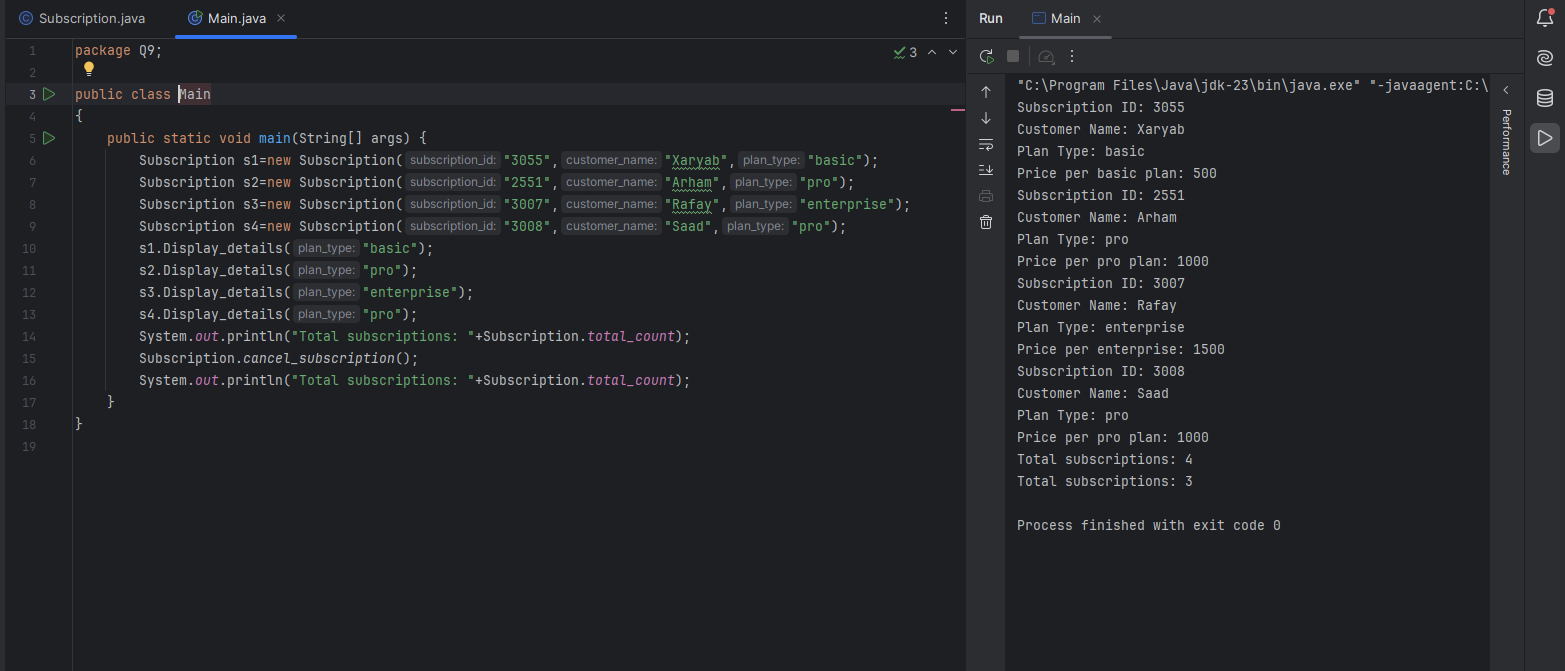 Subscription.java
Main.java
3
1 package Q9;
2
3 public class Main
4 {
5 public static void main(String[] args) {
6 Subscription s1=new Subscription( subscription_id: "3055", customer_name: "Xaryab", plan_type: "basic");
7 Subscription s2=new Subscription( subscription_id: "2551", customer_name: "Arham", plan_type: "pro");
8 Subscription s3=new Subscription( subscription_id: "3007", customer_name: "Rafay", plan_type: "enterprise");
9 Subscription s4=new Subscription( subscription_id: "3008", customer_name: "Saad", plan_type: "pro");
10 s1.Display_details( plan_type: "basic");
11 s2.Display_details( plan_type: "pro");
12 s3.Display_details( plan_type: "enterprise");
13 s4.Display_details( plan_type: "pro");
14 System.out.println("Total subscriptions: "+Subscription.total_count);
15 Subscription.cancel_subscription();
16 System.out.println("Total subscriptions: "+Subscription.total_count);
17 }
18 }
19
Run Main
"C:\Program Files\Java\jdk-23\bin\java.exe" "-javaagent:C:\
Subscription ID: 3055
Customer Name: Xaryab
Plan Type: basic
Price per basic plan: 500
Subscription ID: 2551
Customer Name: Arham
Plan Type: pro
Price per pro plan: 1000
Subscription ID: 3007
Customer Name: Rafay
Plan Type: enterprise
Price per enterprise: 1500
Subscription ID: 3008
Customer Name: Saad
Plan Type: pro
Price per pro plan: 1000
Total subscriptions: 4
Total subscriptions: 3
Process finished with exit code 0
Performance